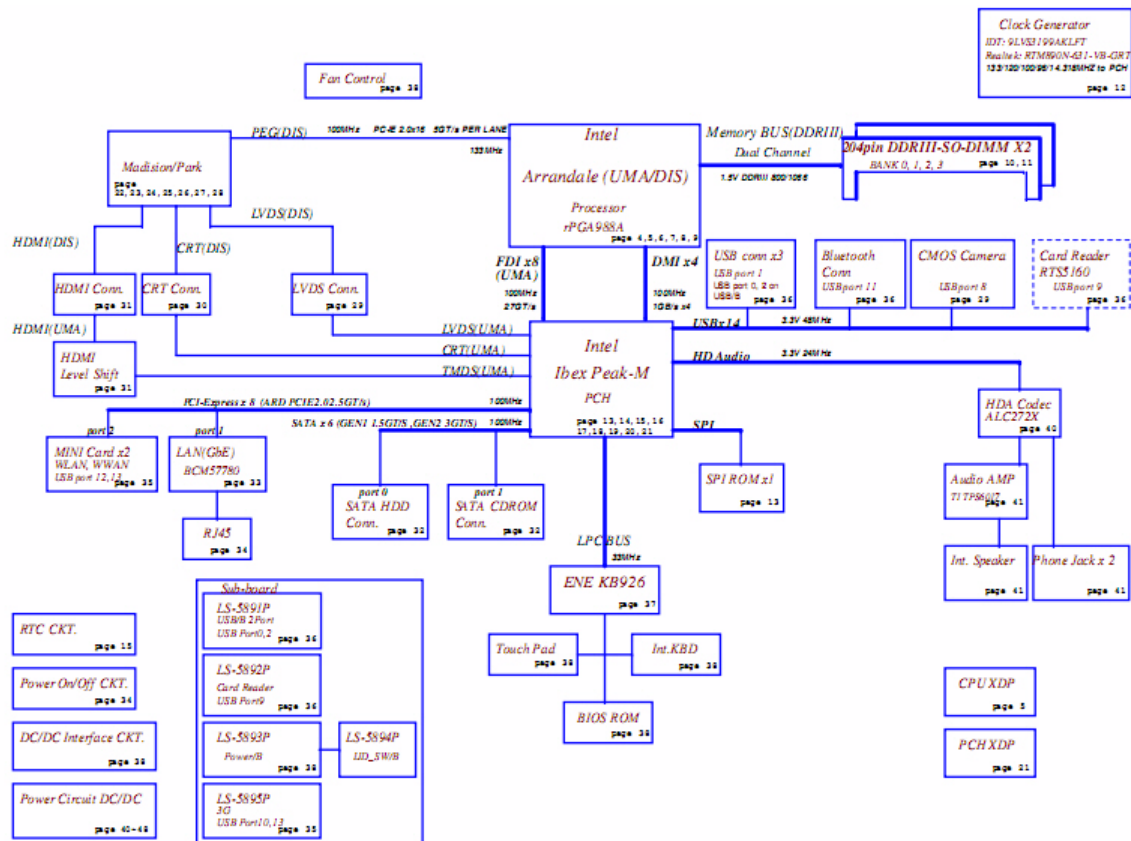 Clock Generator
IDT: 9LVS3199AKLFT
Realtek: RTM890N-631-VB-GRT
133/120/100/96/14.318MHZ to PCH
page 12
Fan Control
page 38
PEG(DIS)
100MHz PCI-E 2.0x16 5GT/s PER LANE
133MHz
Intel
Arrandale (UMA/DIS)
Processor
rPGA988A
page 4, 5, 6, 7, 8, 9
Memory BUS(DDRIII)
Dual Channel
1.5V DDRIII 800/1066
204pin DDRIII-SO-DIMM X2
BANK 0, 1, 2, 3
page 10, 11
Madision/Park
page
22, 23, 24, 25, 26, 27, 28
HDMI(DIS)
CRT(DIS)
LVDS(DIS)
HDMI Conn.
page 31
CRT Conn.
page 30
LVDS Conn.
page 29
FDI x8
(UMA)
100MHz
2.7GT/s
DMI x4
100MHz
1GB/s x4
USB conn x3
USB port 1
USB port 0, 2 on
USB/B
page 36
Bluetooth
Conn
USBport 11
page 36
CMOS Camera
USBport 8
page 29
Card Reader
RTS5160
USBport 9
page 36
USBx14
3.3V 48MHz
HDMI(UMA)
LVDS(UMA)
CRT(UMA)
TMDS(UMA)
HDMI
Level Shift
page 31
Intel
Ibex Peak-M
PCH
page 13, 14, 15, 16
17, 18, 19, 20, 21
HD Audio
3.3V 24MHz
HDA Codec
ALC272X
page 40
PCI-Express x 8 (ARD PCIE2.0 2.5GT/s)
100MHz
SATA x 6 (GEN1 1.5GT/S ,GEN2 3GT/S)
100MHz
SPI
port 2
MINI Card x2
WLAN, WWAN
USB port 12,13
page 35
port 1
LAN(GbE)
BCM57780
page 33
RJ45
page 34
port 0
SATA HDD
Conn.
page 32
port 1
SATA CDROM
Conn.
page 32
SPI ROM x1
page 13
Audio AMP
TI TPS6017
page 41
Int. Speaker
page 41
Phone Jack x 2
page 41
LPC BUS
33MHz
ENE KB926
page 37
Touch Pad
page 38
Int.KBD
page 38
BIOS ROM
page 38
Sub-board
LS-5891P
USB/B 2Port
USB Port0,2
page 36
LS-5892P
Card Reader
USB Port9
page 36
LS-5893P
Power/B
page 38
LS-5894P
LID_SW/B
LS-5895P
3G
USB Port10,13
page 35
RTC CKT.
page 15
Power On/Off CKT.
page 34
DC/DC Interface CKT.
page 38
Power Circuit DC/DC
page 40~48
CPU XDP
page 5
PCH XDP
page 21